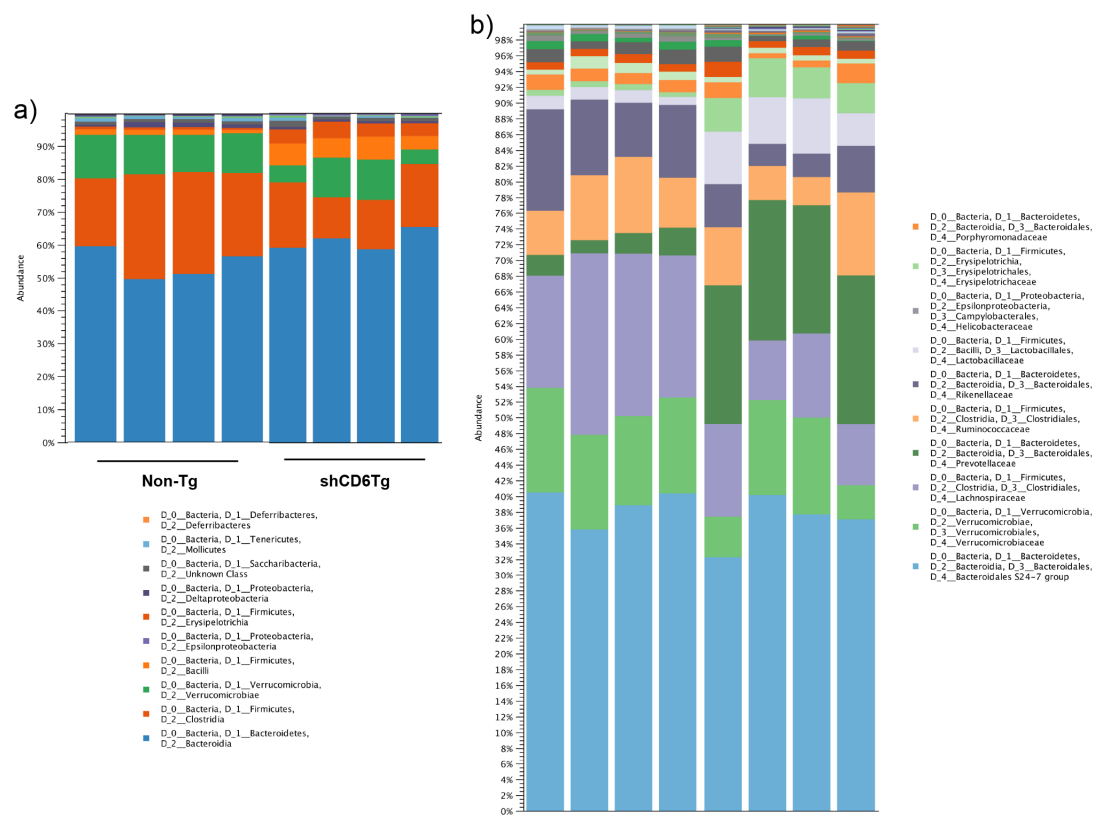 a)
Abundance
90%
80%
70%
60%
50%
40%
30%
20%
10%
0%
Non-Tg
shCD6Tg
D_0__Bacteria, D_1__Deferribacteres,
D_2__Deferribacteres
D_0__Bacteria, D_1__Tenericutes,
D_2__Mollicutes
D_0__Bacteria, D_1__Saccharibacteria,
D_2__Unknown Class
D_0__Bacteria, D_1__Proteobacteria,
D_2__Deltaproteobacteria
D_0__Bacteria, D_1__Firmicutes,
D_2__Erysipelotrichia
D_0__Bacteria, D_1__Proteobacteria,
D_2__Epsilonproteobacteria
D_0__Bacteria, D_1__Firmicutes,
D_2__Bacilli
D_0__Bacteria, D_1__Verrucomicrobia,
D_2__Verrucomicrobiae
D_0__Bacteria, D_1__Firmicutes,
D_2__Clostridia
D_0__Bacteria, D_1__Bacteroidetes,
D_2__Bacteroidia
b)
Abundance
98%
96%
94%
92%
90%
88%
86%
84%
82%
80%
78%
76%
74%
72%
70%
68%
66%
64%
62%
60%
58%
56%
54%
52%
50%
48%
46%
44%
42%
40%
38%
36%
34%
32%
30%
28%
26%
24%
22%
20%
18%
16%
14%
12%
10%
8%
6%
4%
2%
0%
D_0__Bacteria, D_1__Bacteroidetes,
D_2__Bacteroidia, D_3__Bacteroidales,
D_4__Porphyromonadaceae
D_0__Bacteria, D_1__Firmicutes,
D_2__Erysipelotrichia,
D_3__Erysipelotrichales,
D_4__Erysipelotrichaceae
D_0__Bacteria, D_1__Proteobacteria,
D_2__Epsilonproteobacteria,
D_3__Campylobacterales,
D_4__Helicobacteraceae
D_0__Bacteria, D_1__Firmicutes,
D_2__Bacilli, D_3__Lactobacillales,
D_4__Lactobacillaceae
D_0__Bacteria, D_1__Bacteroidetes,
D_2__Bacteroidia, D_3__Bacteroidales,
D_4__Rikenellaceae
D_0__Bacteria, D_1__Firmicutes,
D_2__Clostridia, D_3__Clostridiales,
D_4__Ruminococcaceae
D_0__Bacteria, D_1__Bacteroidetes,
D_2__Bacteroidia, D_3__Bacteroidales,
D_4__Prevotellaceae
D_0__Bacteria, D_1__Firmicutes,
D_2__Clostridia, D_3__Clostridiales,
D_4__Lachnospiraceae
D_0__Bacteria, D_1__Verrucomicrobia,
D_2__Verrucomicrobiae,
D_3__Verrucomicrobiales,
D_4__Verrucomicrobiaceae
D_0__Bacteria, D_1__Bacteroidetes,
D_2__Bacteroidia, D_3__Bacteroidales,
D_4__Bacteroidales S24-7 group